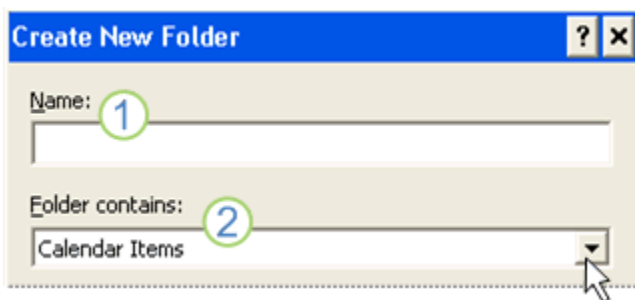 Create New Folder ? ×
Name: 1
Folder contains: 2
Calendar Items